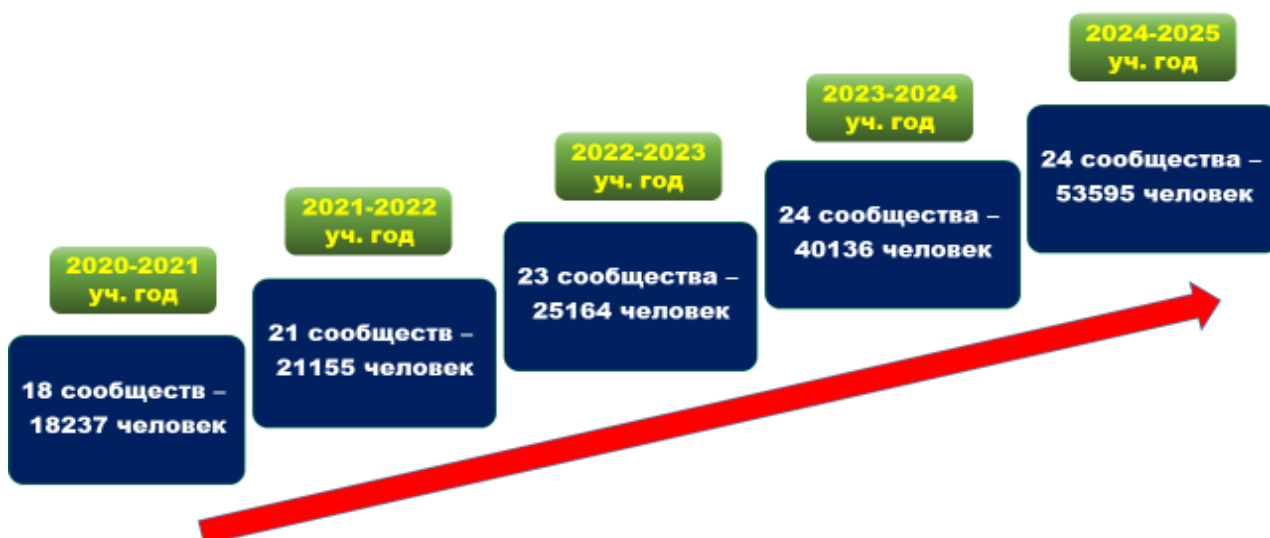 2020-2021
уч. год
18 сообществ –
18237 человек
2021-2022
уч. год
21 сообществ –
21155 человек
2022-2023
уч. год
23 сообщества –
25164 человек
2023-2024
уч. год
24 сообщества –
40136 человек
2024-2025
уч. год
24 сообщества –
53595 человек